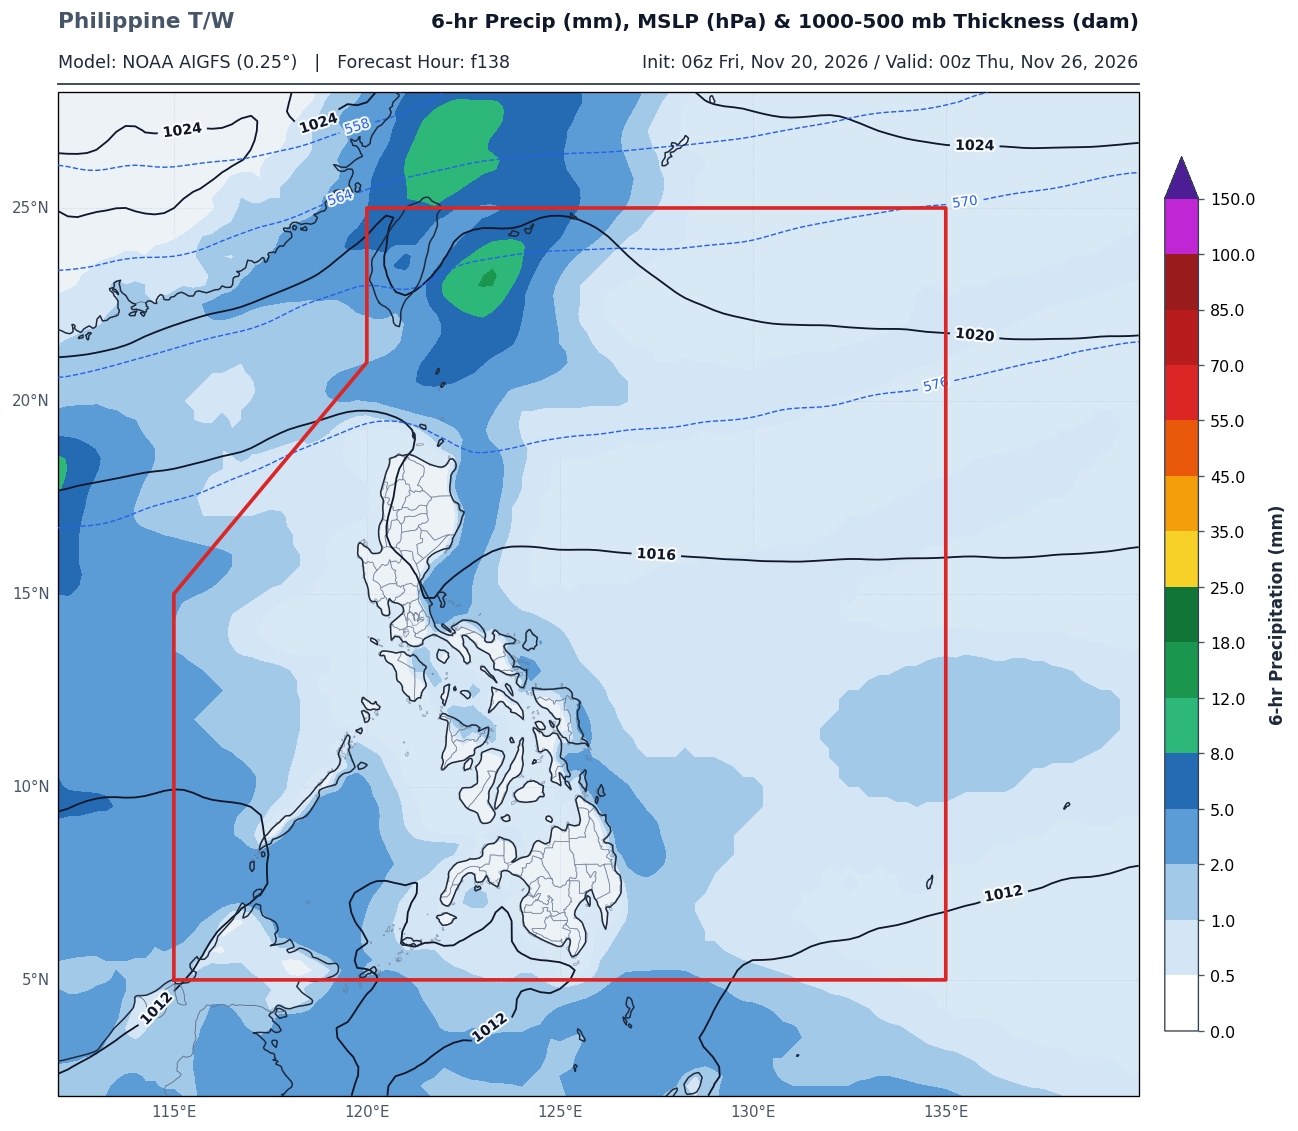 Philippine T/W
6-hr Precip (mm), MSLP (hPa) & 1000-500 mb Thickness (dam)
Model: NOAA AIGFS (0.25°) | Forecast Hour: f138
Init: 06z Fri, Nov 20, 2026 / Valid: 00z Thu, Nov 26, 2026
1024
1024
558
1024
564
570
1020
576
1016
1012
1012
1012
25°N
20°N
15°N
10°N
5°N
115°E
120°E
125°E
130°E
135°E
150.0
100.0
85.0
70.0
55.0
45.0
35.0
25.0
18.0
12.0
8.0
5.0
2.0
1.0
0.5
0.0
6-hr Precipitation (mm)